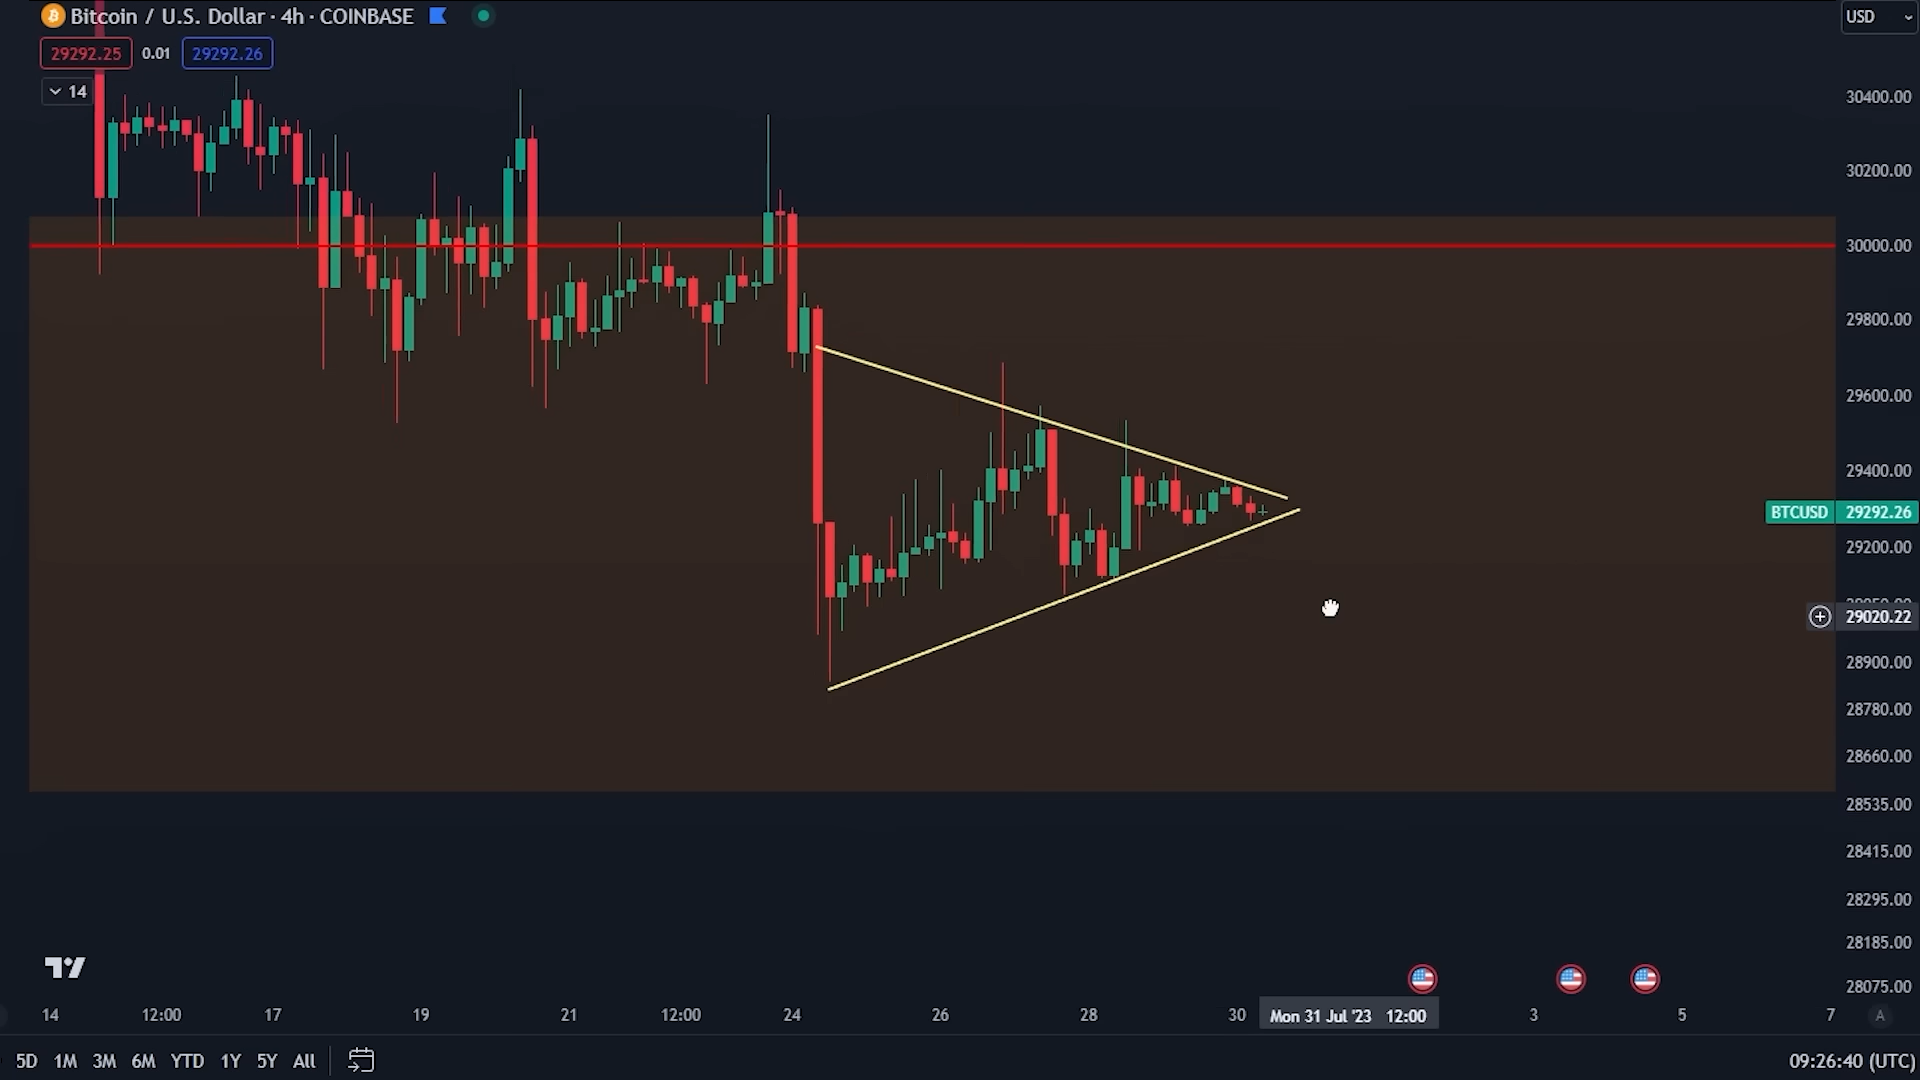 Bitcoin / U.S. Dollar · 4h · COINBASE
USD
29292.25 0.01 29292.26
14
30400.00
30200.00
30000.00
29800.00
29600.00
29400.00
BTCUSD 29292.26
29200.00
29020.22
28900.00
28780.00
28660.00
28535.00
28415.00
28295.00
28185.00
28075.00
14 12:00 17 19 21 12:00 24 26 28 30 Mon 31 Jul '23 12:00 3 5 7 A
5D 1M 3M 6M YTD 1Y 5Y All
09:26:40 (UTC)